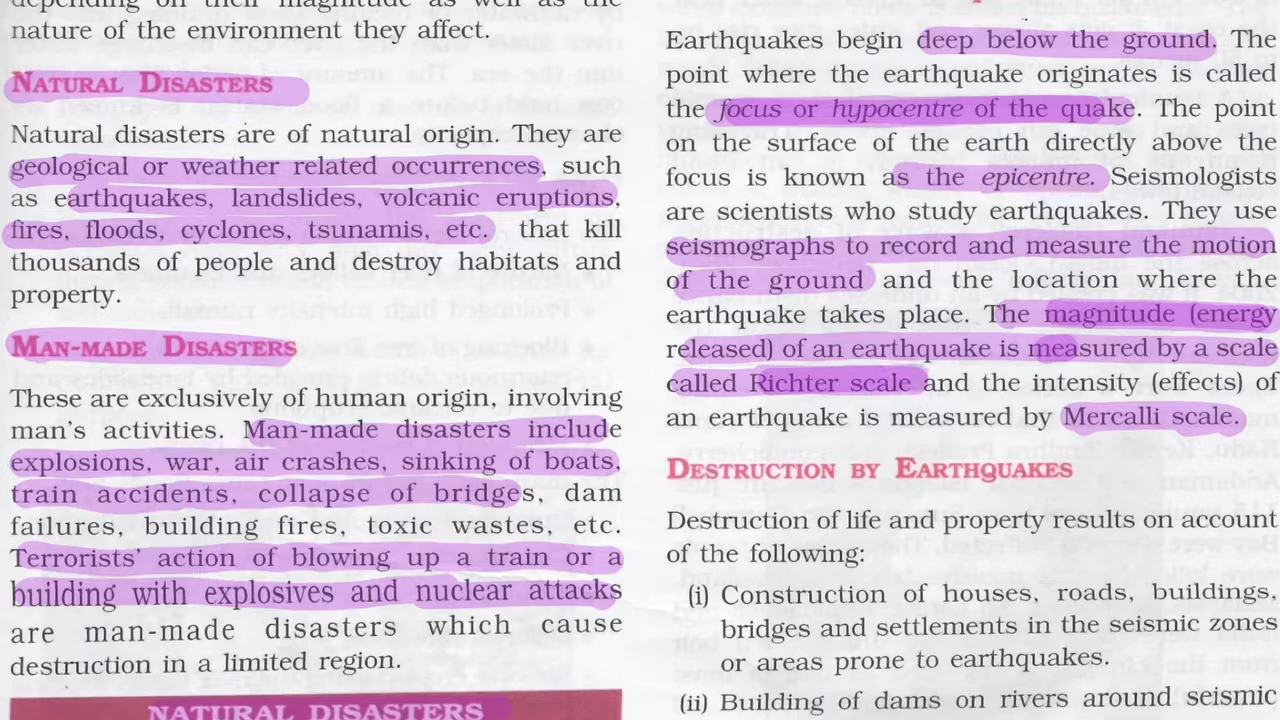 depending on their magnitude as well as the
nature of the environment they affect.
NATURAL DISASTERS
Natural disasters are of natural origin. They are
geological or weather related occurrences, such
as earthquakes, landslides, volcanic eruptions,
fires, floods, cyclones, tsunamis, etc. that kill
thousands of people and destroy habitats and
property.
MAN-MADE DISASTERS
These are exclusively of human origin, involving
man's activities. Man-made disasters include
explosions, war, air crashes, sinking of boats,
train accidents, collapse of bridges, dam
failures, building fires, toxic wastes, etc.
Terrorists' action of blowing up a train or a
building with explosives and nuclear attacks
are man-made disasters which cause
destruction in a limited region.
NATURAL DISASTERS
Earthquakes begin deep below the ground. The
point where the earthquake originates is called
the focus or hypocentre of the quake. The point
on the surface of the earth directly above the
focus is known as the epicentre. Seismologists
are scientists who study earthquakes. They use
seismographs to record and measure the motion
of the ground and the location where the
earthquake takes place. The magnitude (energy
released) of an earthquake is measured by a scale
called Richter scale and the intensity (effects) of
an earthquake is measured by Mercalli scale.
DESTRUCTION BY EARTHQUAKES
Destruction of life and property results on account
of the following:
(i) Construction of houses, roads, buildings,
bridges and settlements in the seismic zones
or areas prone to earthquakes.
(ii) Building of dams on rivers around seismic